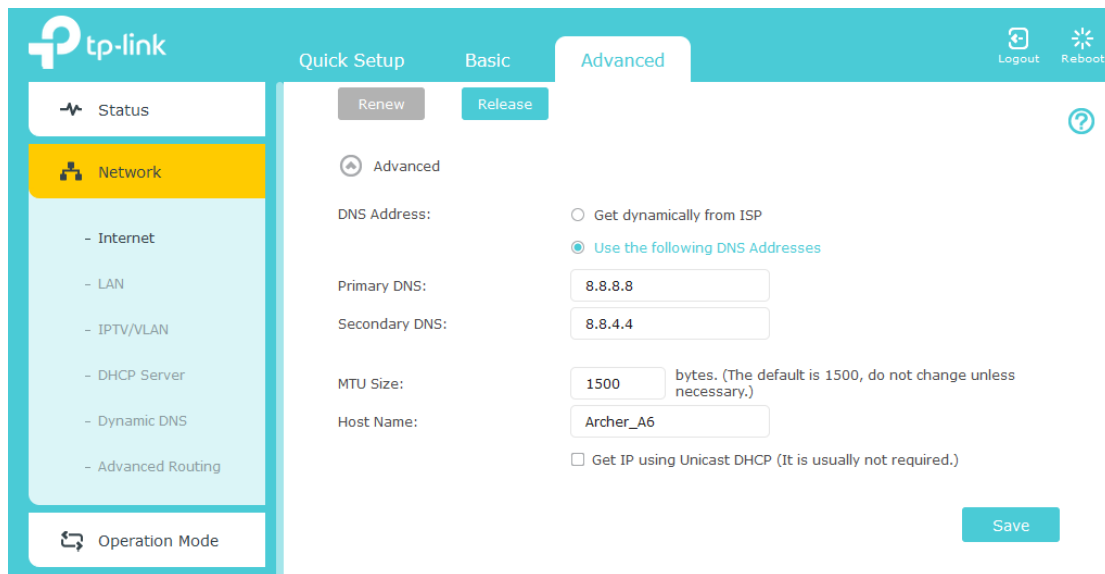 tp-link
Quick Setup Basic Advanced
Logout Reboot
Status
Network
- Internet
- LAN
- IPTV/VLAN
- DHCP Server
- Dynamic DNS
- Advanced Routing
Operation Mode
Renew Release
?
Advanced
DNS Address:
Get dynamically from ISP
Use the following DNS Addresses
Primary DNS: 8.8.8.8
Secondary DNS: 8.8.4.4
MTU Size: 1500 bytes. (The default is 1500, do not change unless
necessary.)
Host Name: Archer_A6
Get IP using Unicast DHCP (It is usually not required.)
Save